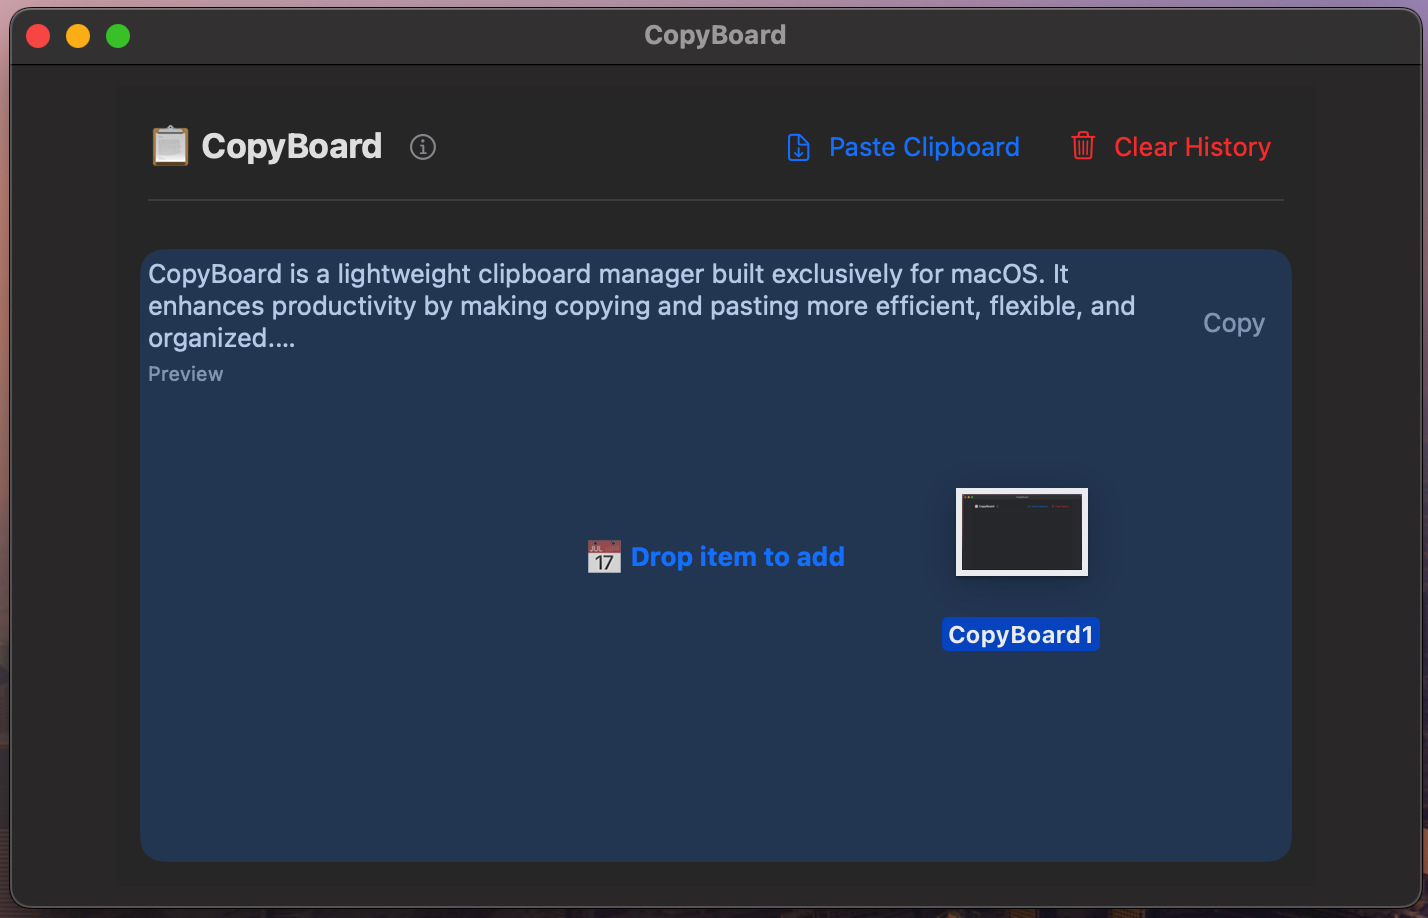 CopyBoard
CopyBoard
Paste Clipboard
Clear History
CopyBoard is a lightweight clipboard manager built exclusively for macOS. It
enhances productivity by making copying and pasting more efficient, flexible, and
organized....
Copy
Preview
JUL
17
Drop item to add
CopyBoard1